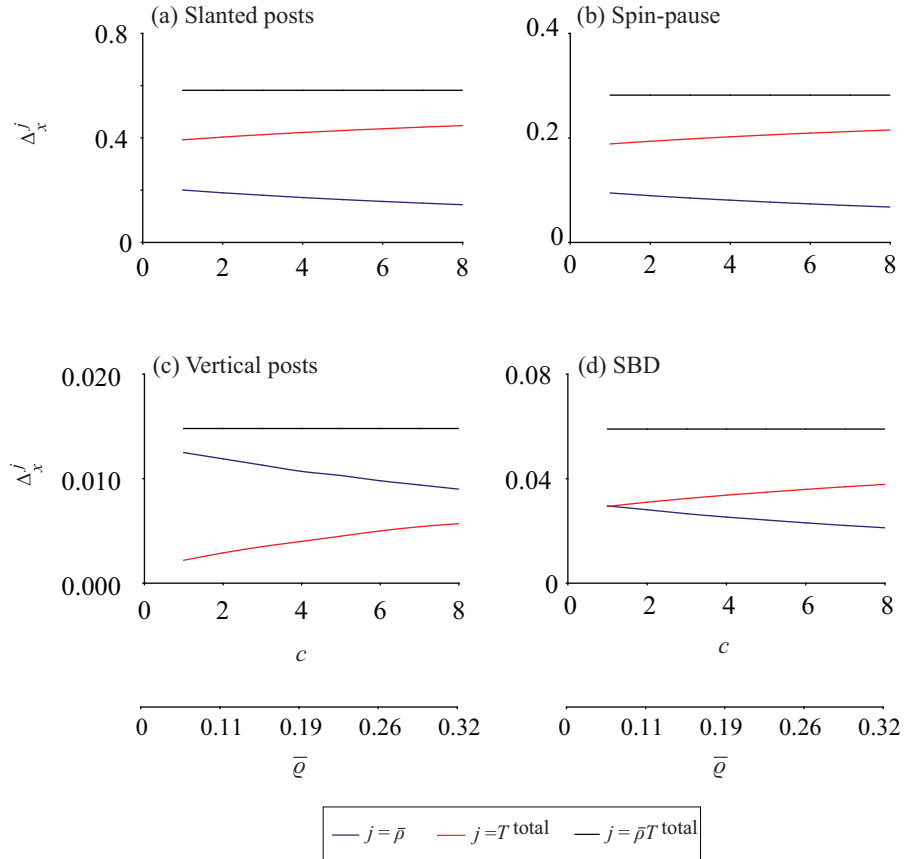 (a) Slanted posts
(b) Spin-pause
0.8
0.4
0
Δ_x^j
0 2 4 6 8
0.4
0.2
0
0 2 4 6 8
(c) Vertical posts
(d) SBD
0.020
0.010
0.000
Δ_x^j
0 2 4 6 8
c
0.08
0.04
0
0 2 4 6 8
c
0 0.11 0.19 0.26 0.32
ϱ̄
0 0.11 0.19 0.26 0.32
ϱ̄
j = ρ̄ j =T^total j = ρ̄T^total